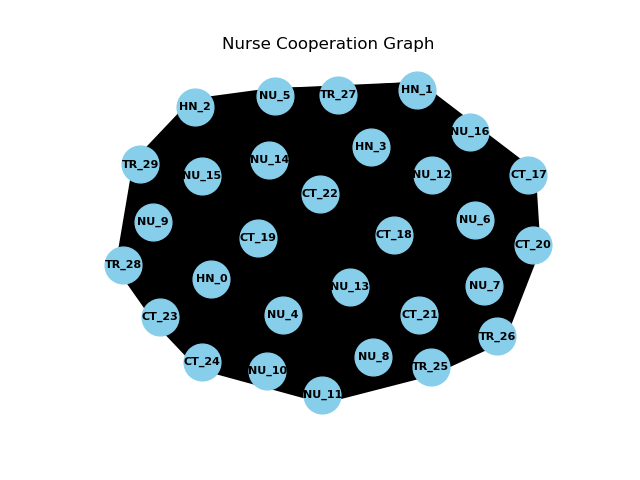 Nurse Cooperation Graph
HN_1
NU_5
TR_27
HN_2
NU_16
HN_3
NU_14
TR_29
NU_15
NU_12
CT_17
CT_22
NU_9
NU_6
CT_19
CT_18
CT_20
TR_28
HN_0
NU_13
NU_7
CT_23
NU_4
CT_21
TR_26
CT_24
NU_8
NU_10
TR_25
NU_11